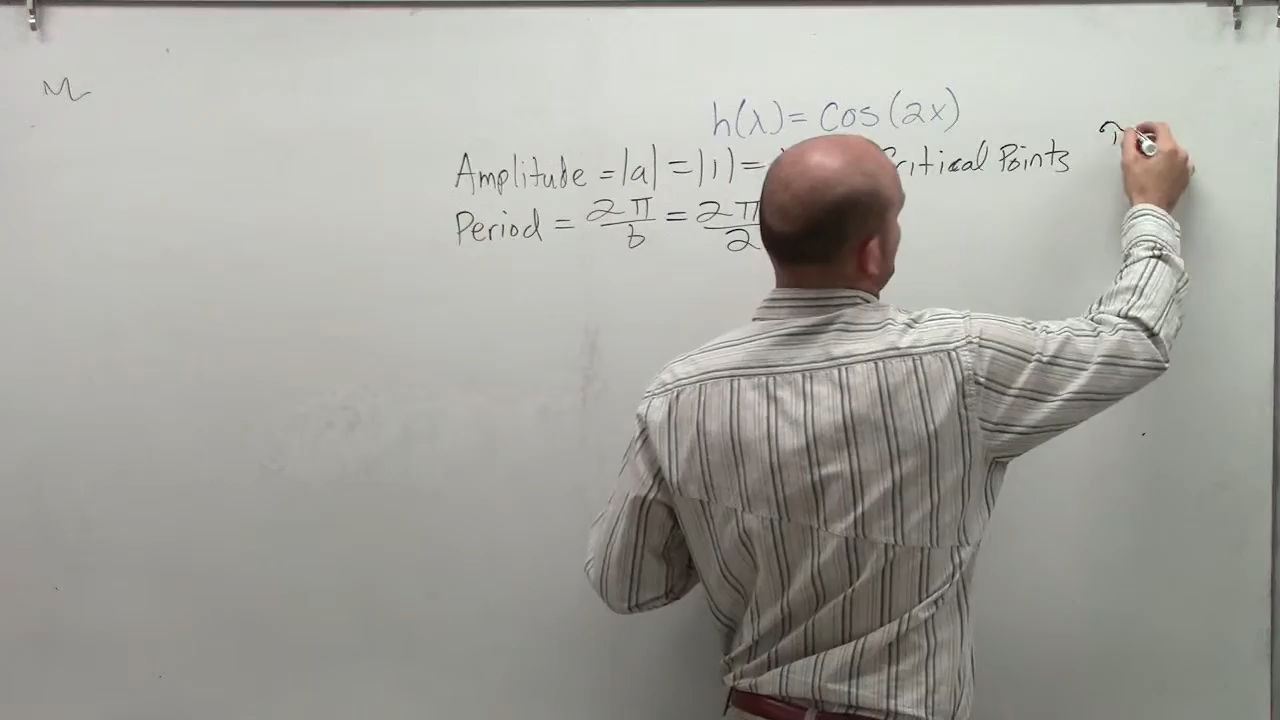 h(x) = cos(2x)
Amplitude = |a| = |1| = Critical Points
Period = 2π/b = 2π/2